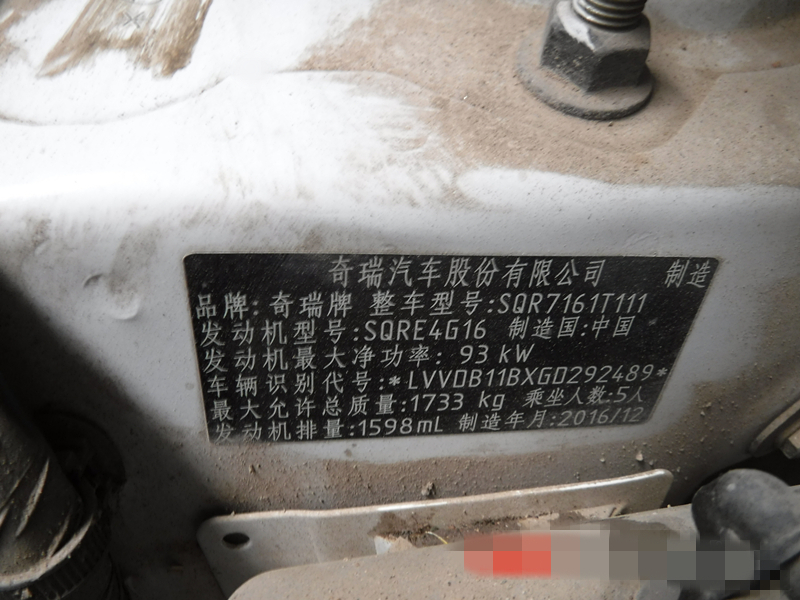 奇瑞汽车股份有限公司 制造
品牌: 奇瑞牌 整车型号:SQR7161T111
发动机型号:SQRE4G16 制造国:中国
发动机最大净功率: 93 kW
车辆识别代号:*LVVDB11BXGD292489*
最大允许总质量:1733 kg 乘坐人数:5人
发动机排量:1598mL 制造年月:2016/12